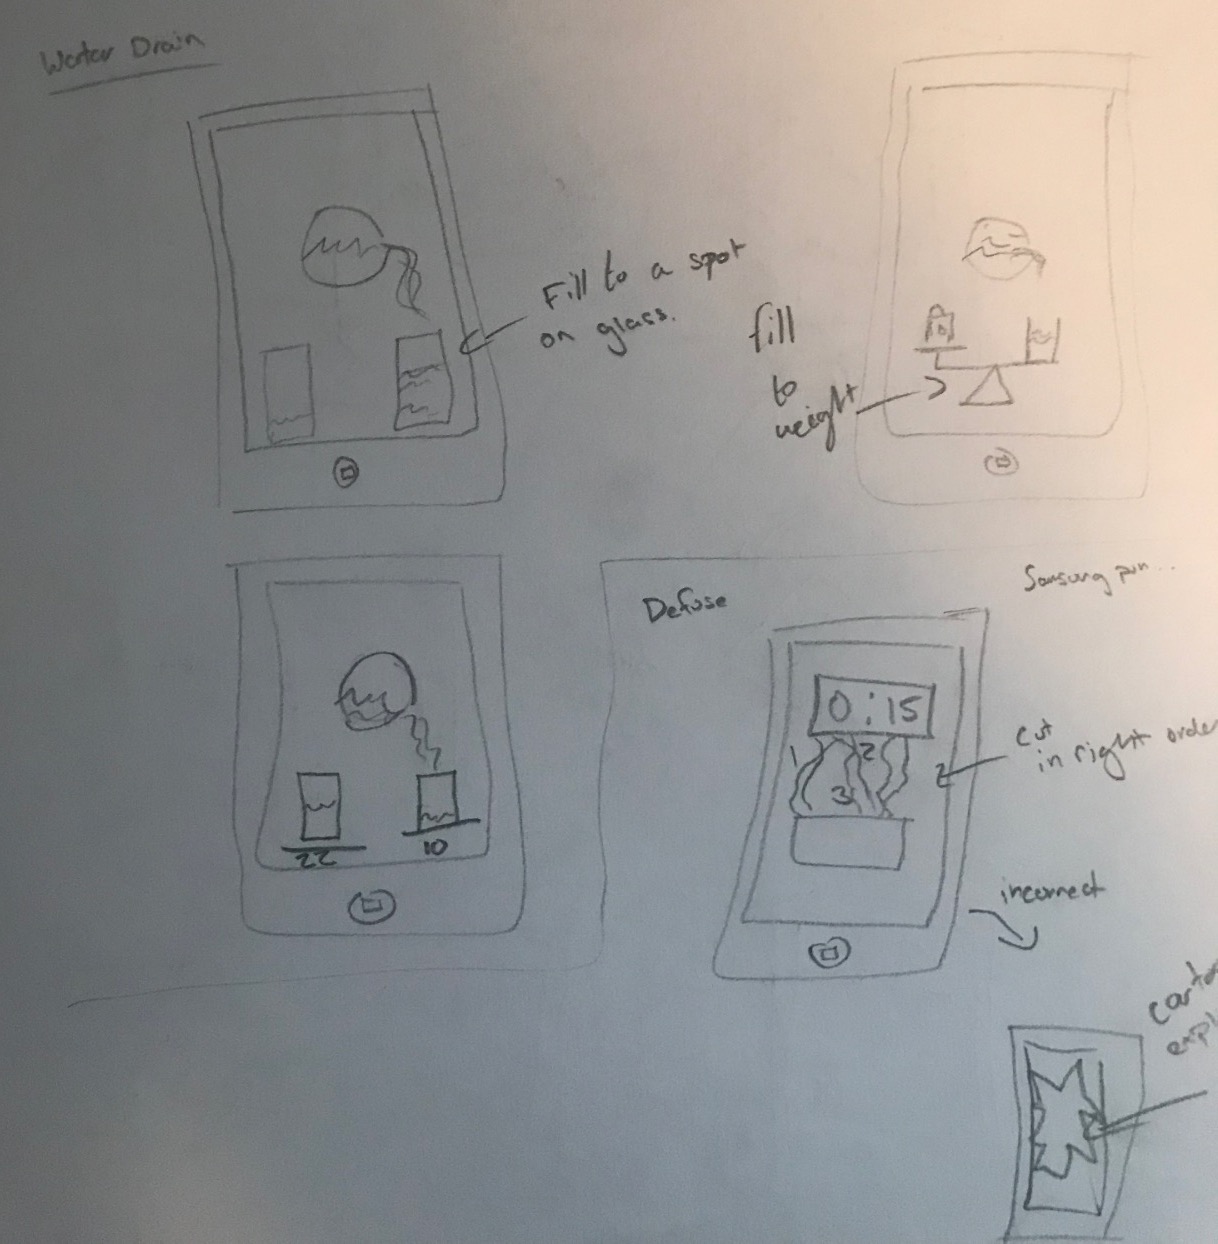 Water Drain
Fill to a spot
on glass.
fill
to
weight
22
10
Defuse
Samsung pun...
0:15
1
2
3
cut
in right order
incorrect